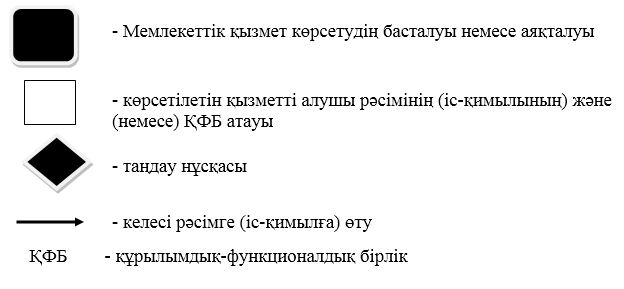 - Мемлекеттік қызмет көрсетудің басталуы немесе аяқталуы
- көрсетілетін қызметті алушы рәсімінің (іс-қимылының) және
(немесе) ҚФБ атауы
- таңдау нұсқасы
- келесі рәсімге (іс-қимылға) өту
ҚФБ - құрылымдық-функционалдық бірлік